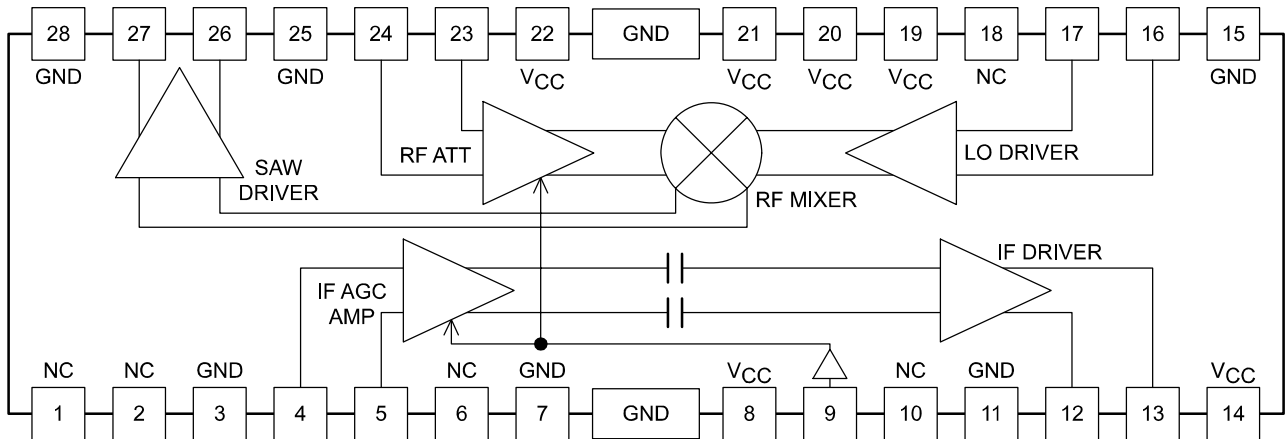 28 27 26 25 24 23 22 GND 21 20 19 18 17 16 15
GND GND VCC VCC VCC VCC NC GND
RF ATT
LO DRIVER
SAW
DRIVER
RF MIXER
IF DRIVER
IF AGC
AMP
NC NC GND NC GND VCC NC GND VCC
1 2 3 4 5 6 7 GND 8 9 10 11 12 13 14